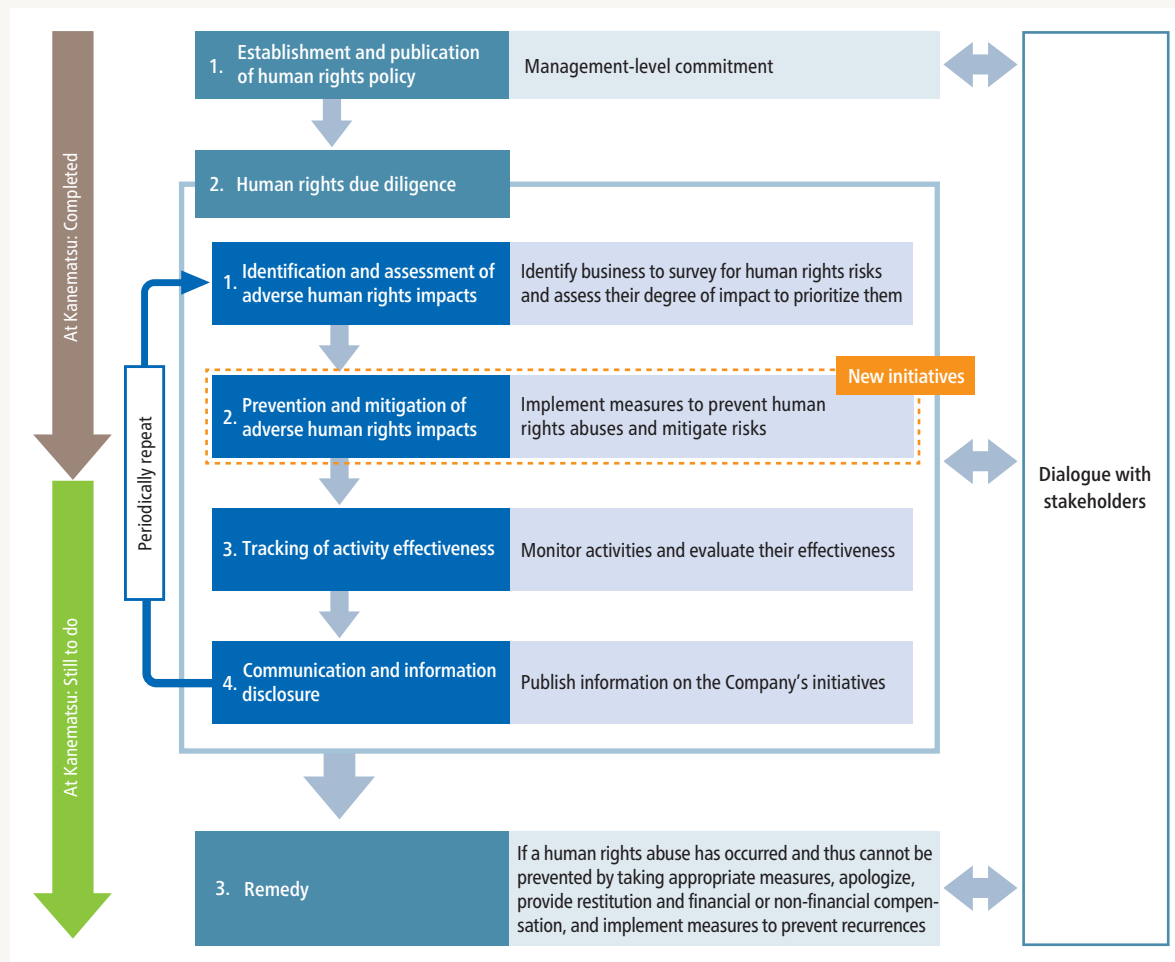 At Kanematsu: Completed
At Kanematsu: Still to do
1. Establishment and publication
of human rights policy
Management-level commitment
2. Human rights due diligence
Periodically repeat
1. Identification and assessment of
adverse human rights impacts
Identify business to survey for human rights risks
and assess their degree of impact to prioritize them
New initiatives
2. Prevention and mitigation of
adverse human rights impacts
Implement measures to prevent human
rights abuses and mitigate risks
3. Tracking of activity effectiveness
Monitor activities and evaluate their effectiveness
4. Communication and information
disclosure
Publish information on the Company’s initiatives
3. Remedy
If a human rights abuse has occurred and thus cannot be
prevented by taking appropriate measures, apologize,
provide restitution and financial or non-financial compen-
sation, and implement measures to prevent recurrences
Dialogue with
stakeholders